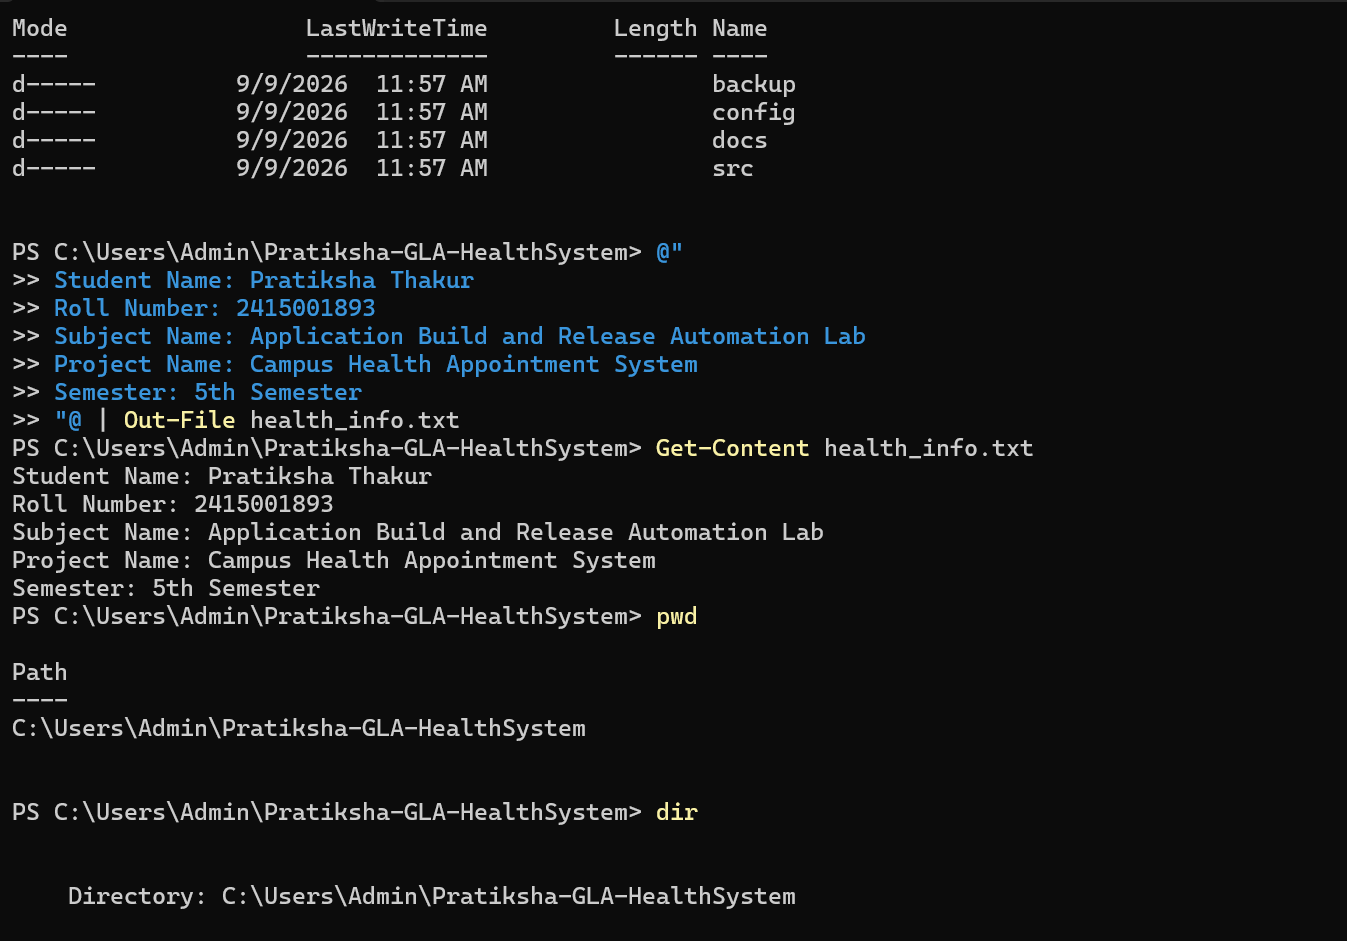 Mode                 LastWriteTime         Length Name
----                 -------------         ------ ----
d-----          9/9/2026  11:57 AM                backup
d-----          9/9/2026  11:57 AM                config
d-----          9/9/2026  11:57 AM                docs
d-----          9/9/2026  11:57 AM                src
PS C:\Users\Admin\Pratiksha-GLA-HealthSystem> @"
>> Student Name: Pratiksha Thakur
>> Roll Number: 2415001893
>> Subject Name: Application Build and Release Automation Lab
>> Project Name: Campus Health Appointment System
>> Semester: 5th Semester
>> "@ | Out-File health_info.txt
PS C:\Users\Admin\Pratiksha-GLA-HealthSystem> Get-Content health_info.txt
Student Name: Pratiksha Thakur
Roll Number: 2415001893
Subject Name: Application Build and Release Automation Lab
Project Name: Campus Health Appointment System
Semester: 5th Semester
PS C:\Users\Admin\Pratiksha-GLA-HealthSystem> pwd
Path
----
C:\Users\Admin\Pratiksha-GLA-HealthSystem
PS C:\Users\Admin\Pratiksha-GLA-HealthSystem> dir
    Directory: C:\Users\Admin\Pratiksha-GLA-HealthSystem